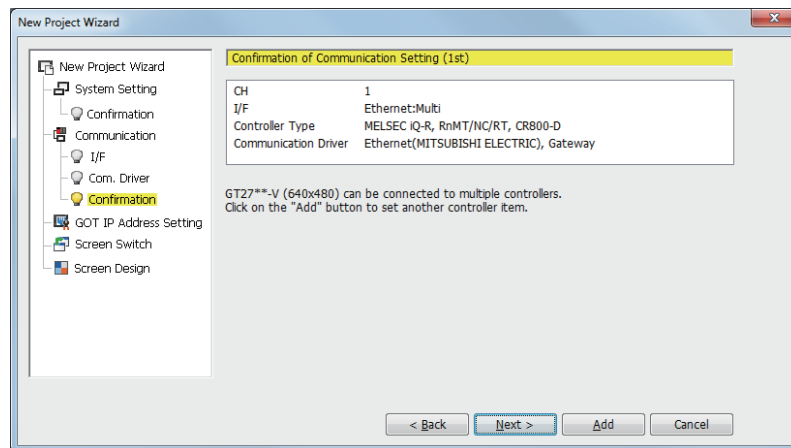 New Project Wizard
x
New Project Wizard
System Setting
Confirmation
Communication
I/F
Com. Driver
Confirmation
GOT IP Address Setting
Screen Switch
Screen Design
Confirmation of Communication Setting (1st)
CH 1
I/F Ethernet:Multi
Controller Type MELSEC iQ-R, RnMT/NC/RT, CR800-D
Communication Driver Ethernet(MITSUBISHI ELECTRIC), Gateway
GT27**-V (640x480) can be connected to multiple controllers.
Click on the "Add" button to set another controller item.
< Back Next > Add Cancel